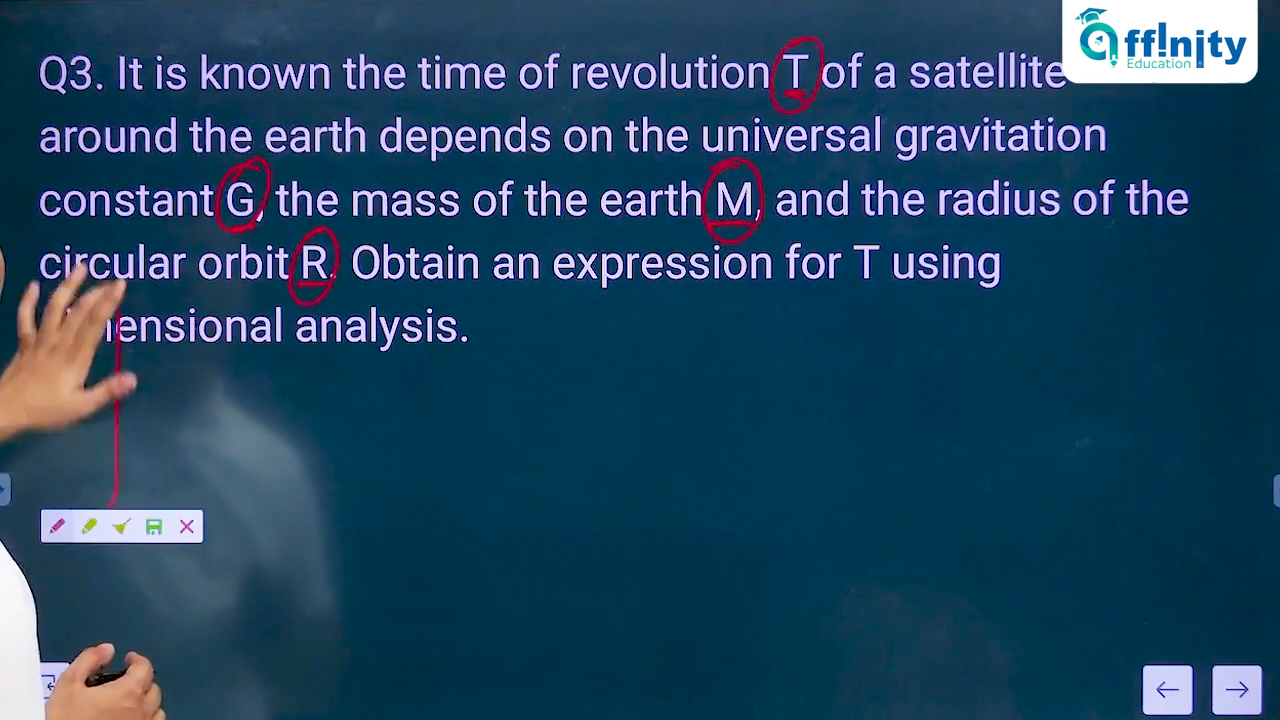 Affinity
Education
Q3. It is known the time of revolution T of a satellite
around the earth depends on the universal gravitation
constant G, the mass of the earth M, and the radius of the
circular orbit R. Obtain an expression for T using
ensional analysis.